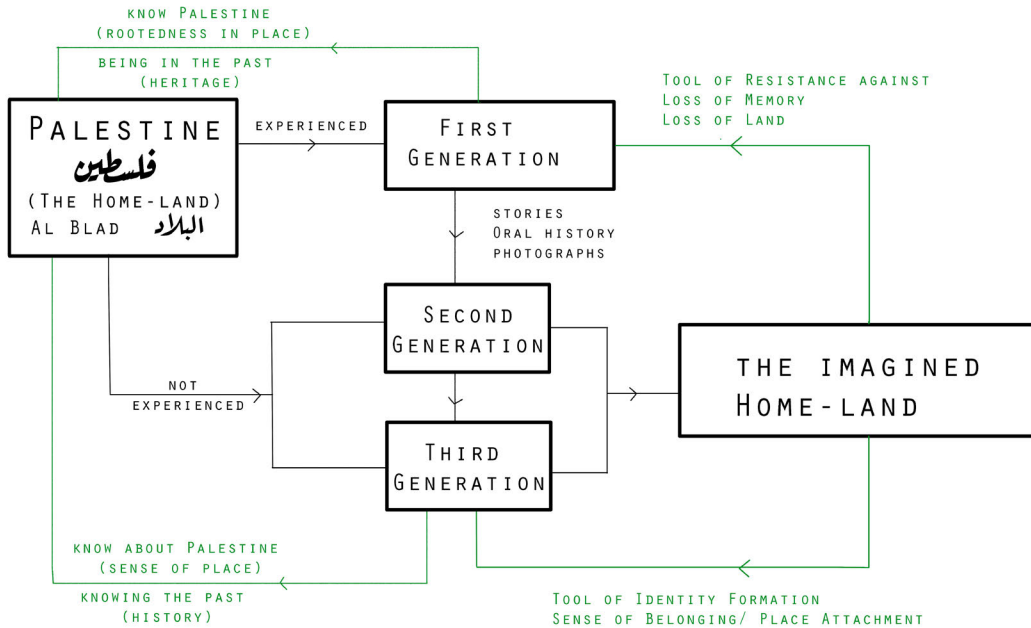 KNOW PALESTINE
(ROOTEDNESS IN PLACE)
BEING IN THE PAST
(HERITAGE)
TOOL OF RESISTANCE AGAINST
LOSS OF MEMORY
LOSS OF LAND
PALESTINE
فلسطين
(THE HOME-LAND)
AL BLAD البلاد
EXPERIENCED
FIRST
GENERATION
STORIES
ORAL HISTORY
PHOTOGRAPHS
SECOND
GENERATION
THE IMAGINED
HOME-LAND
NOT
EXPERIENCED
THIRD
GENERATION
KNOW ABOUT PALESTINE
(SENSE OF PLACE)
KNOWING THE PAST
(HISTORY)
TOOL OF IDENTITY FORMATION
SENSE OF BELONGING/ PLACE ATTACHMENT